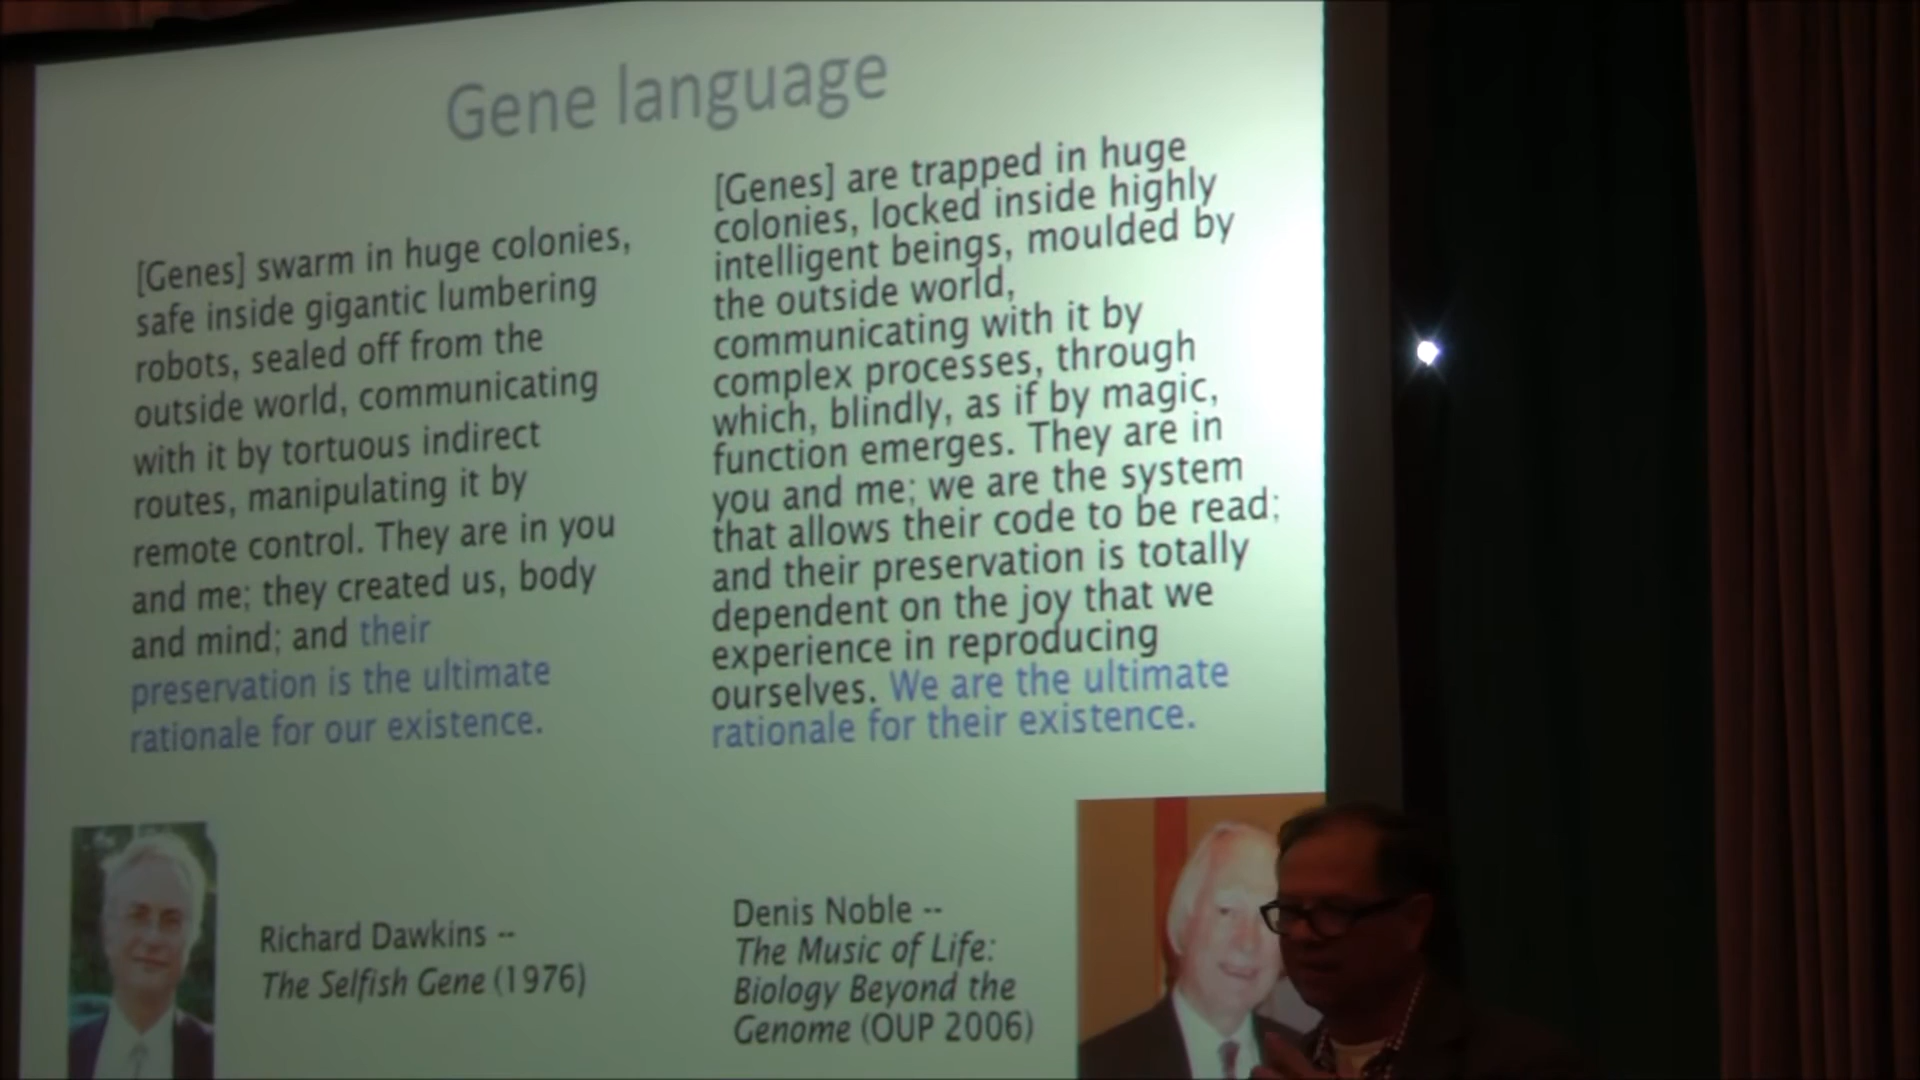 Gene language
[Genes] swarm in huge colonies,
safe inside gigantic lumbering
robots, sealed off from the
outside world, communicating
with it by tortuous indirect
routes, manipulating it by
remote control. They are in you
and me; they created us, body
and mind; and their
preservation is the ultimate
rationale for our existence.
[Genes] are trapped in huge
colonies, locked inside highly
intelligent beings, moulded by
the outside world,
communicating with it by
complex processes, through
which, blindly, as if by magic,
function emerges. They are in
you and me; we are the system
that allows their code to be read;
and their preservation is totally
dependent on the joy that we
experience in reproducing
ourselves. We are the ultimate
rationale for their existence.
Richard Dawkins --
The Selfish Gene (1976)
Denis Noble --
The Music of Life:
Biology Beyond the
Genome (OUP 2006)